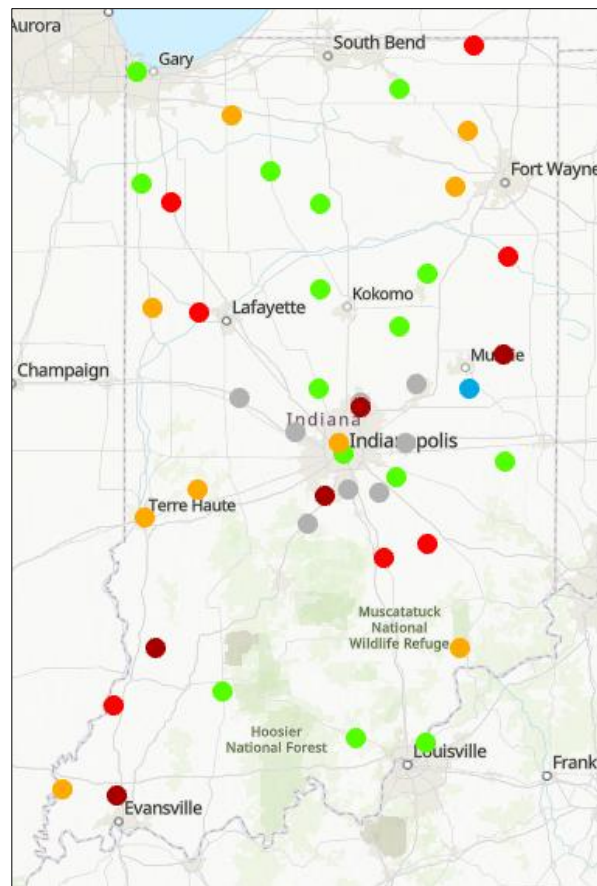 Aurora
South Bend
Gary
Fort Wayne
Lafayette
Kokomo
Champaign
Indiana
Indianapolis
Terre Haute
Muscatatuck
National
Wildlife Refuge
Hoosier
National Forest
Louisville
Frank
Evansville